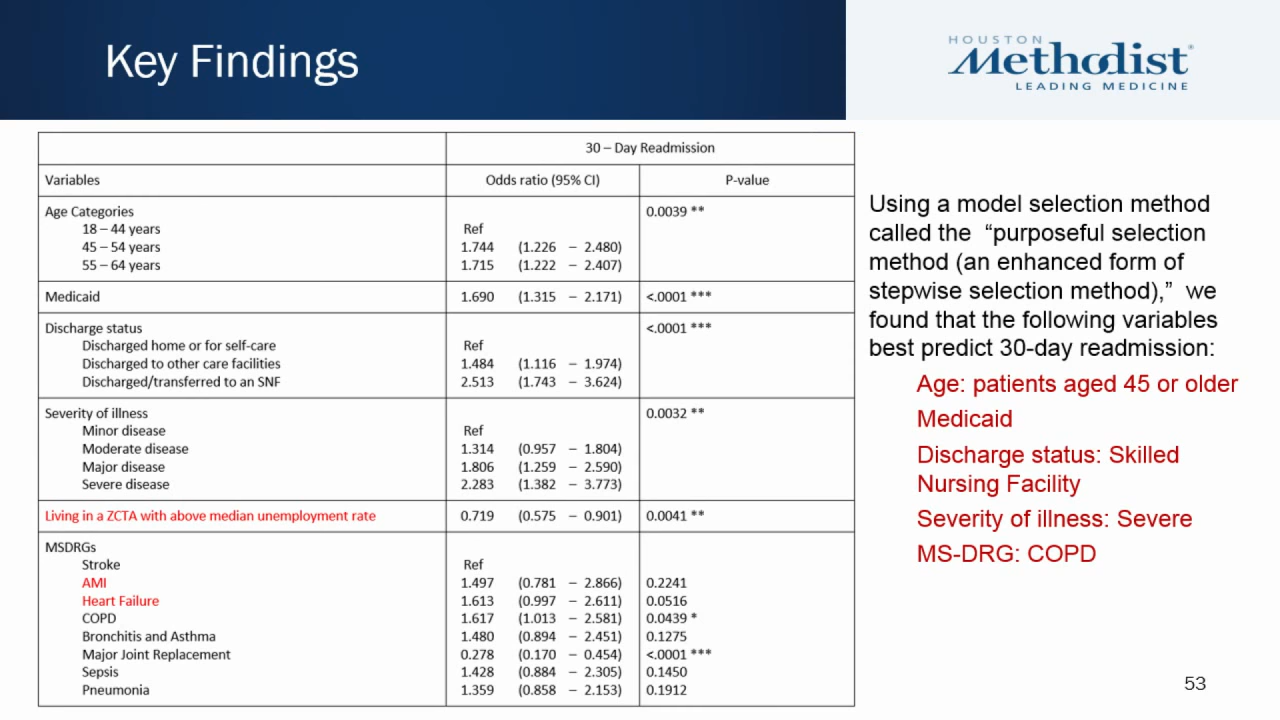 Key Findings
HOUSTON
Methodist®
LEADING MEDICINE
30 – Day Readmission
Variables Odds ratio (95% CI) P-value
Age Categories 0.0039 **
18 – 44 years Ref
45 – 54 years 1.744 (1.226 – 2.480)
55 – 64 years 1.715 (1.222 – 2.407)
Medicaid 1.690 (1.315 – 2.171) <.0001 ***
Discharge status <.0001 ***
Discharged home or for self-care Ref
Discharged to other care facilities 1.484 (1.116 – 1.974)
Discharged/transferred to an SNF 2.513 (1.743 – 3.624)
Severity of illness 0.0032 **
Minor disease Ref
Moderate disease 1.314 (0.957 – 1.804)
Major disease 1.806 (1.259 – 2.590)
Severe disease 2.283 (1.382 – 3.773)
Living in a ZCTA with above median unemployment rate 0.719 (0.575 – 0.901) 0.0041 **
MSDRGs
Stroke Ref
AMI 1.497 (0.781 – 2.866) 0.2241
Heart Failure 1.613 (0.997 – 2.611) 0.0516
COPD 1.617 (1.013 – 2.581) 0.0439 *
Bronchitis and Asthma 1.480 (0.894 – 2.451) 0.1275
Major Joint Replacement 0.278 (0.170 – 0.454) <.0001 ***
Sepsis 1.428 (0.884 – 2.305) 0.1450
Pneumonia 1.359 (0.858 – 2.153) 0.1912
Using a model selection method
called the “purposeful selection
method (an enhanced form of
stepwise selection method),” we
found that the following variables
best predict 30-day readmission:
Age: patients aged 45 or older
Medicaid
Discharge status: Skilled
Nursing Facility
Severity of illness: Severe
MS-DRG: COPD
53